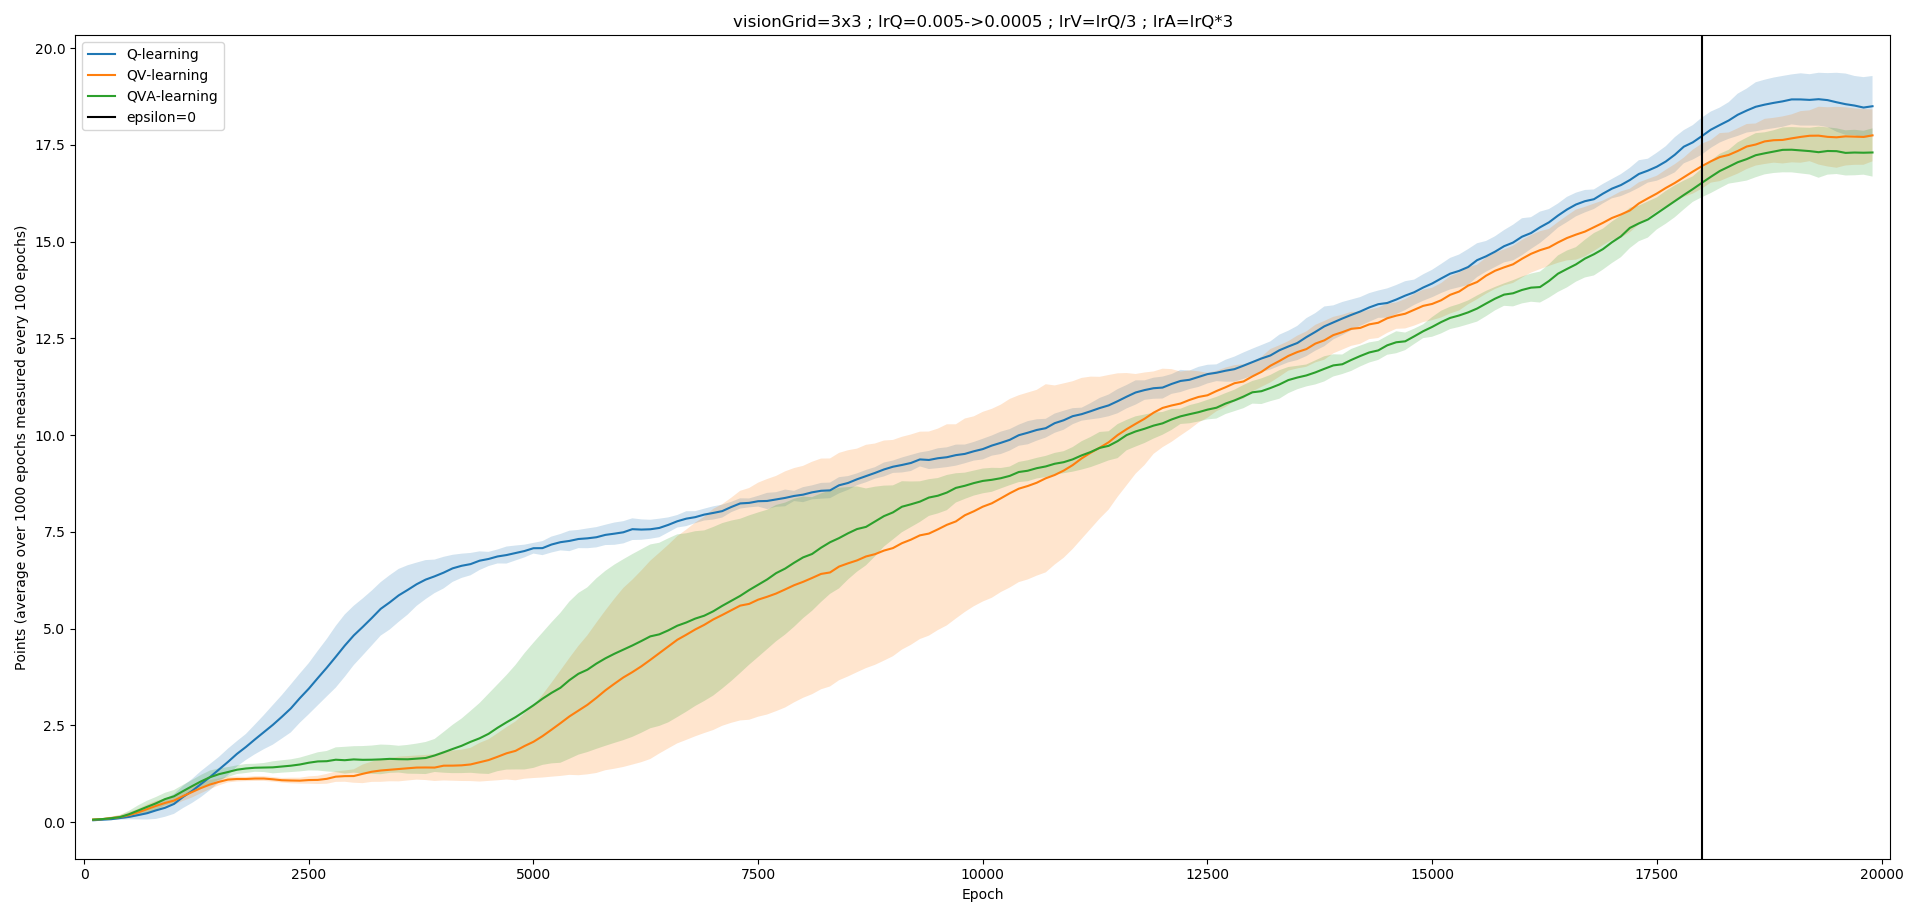 visionGrid=3x3 ; lrQ=0.005->0.0005 ; lrV=lrQ/3 ; lrA=lrQ*3
Q-learning
QV-learning
QVA-learning
epsilon=0
Points (average over 1000 epochs measured every 100 epochs)
20.0
17.5
15.0
12.5
10.0
7.5
5.0
2.5
0.0
0 2500 5000 7500 10000 12500 15000 17500 20000
Epoch